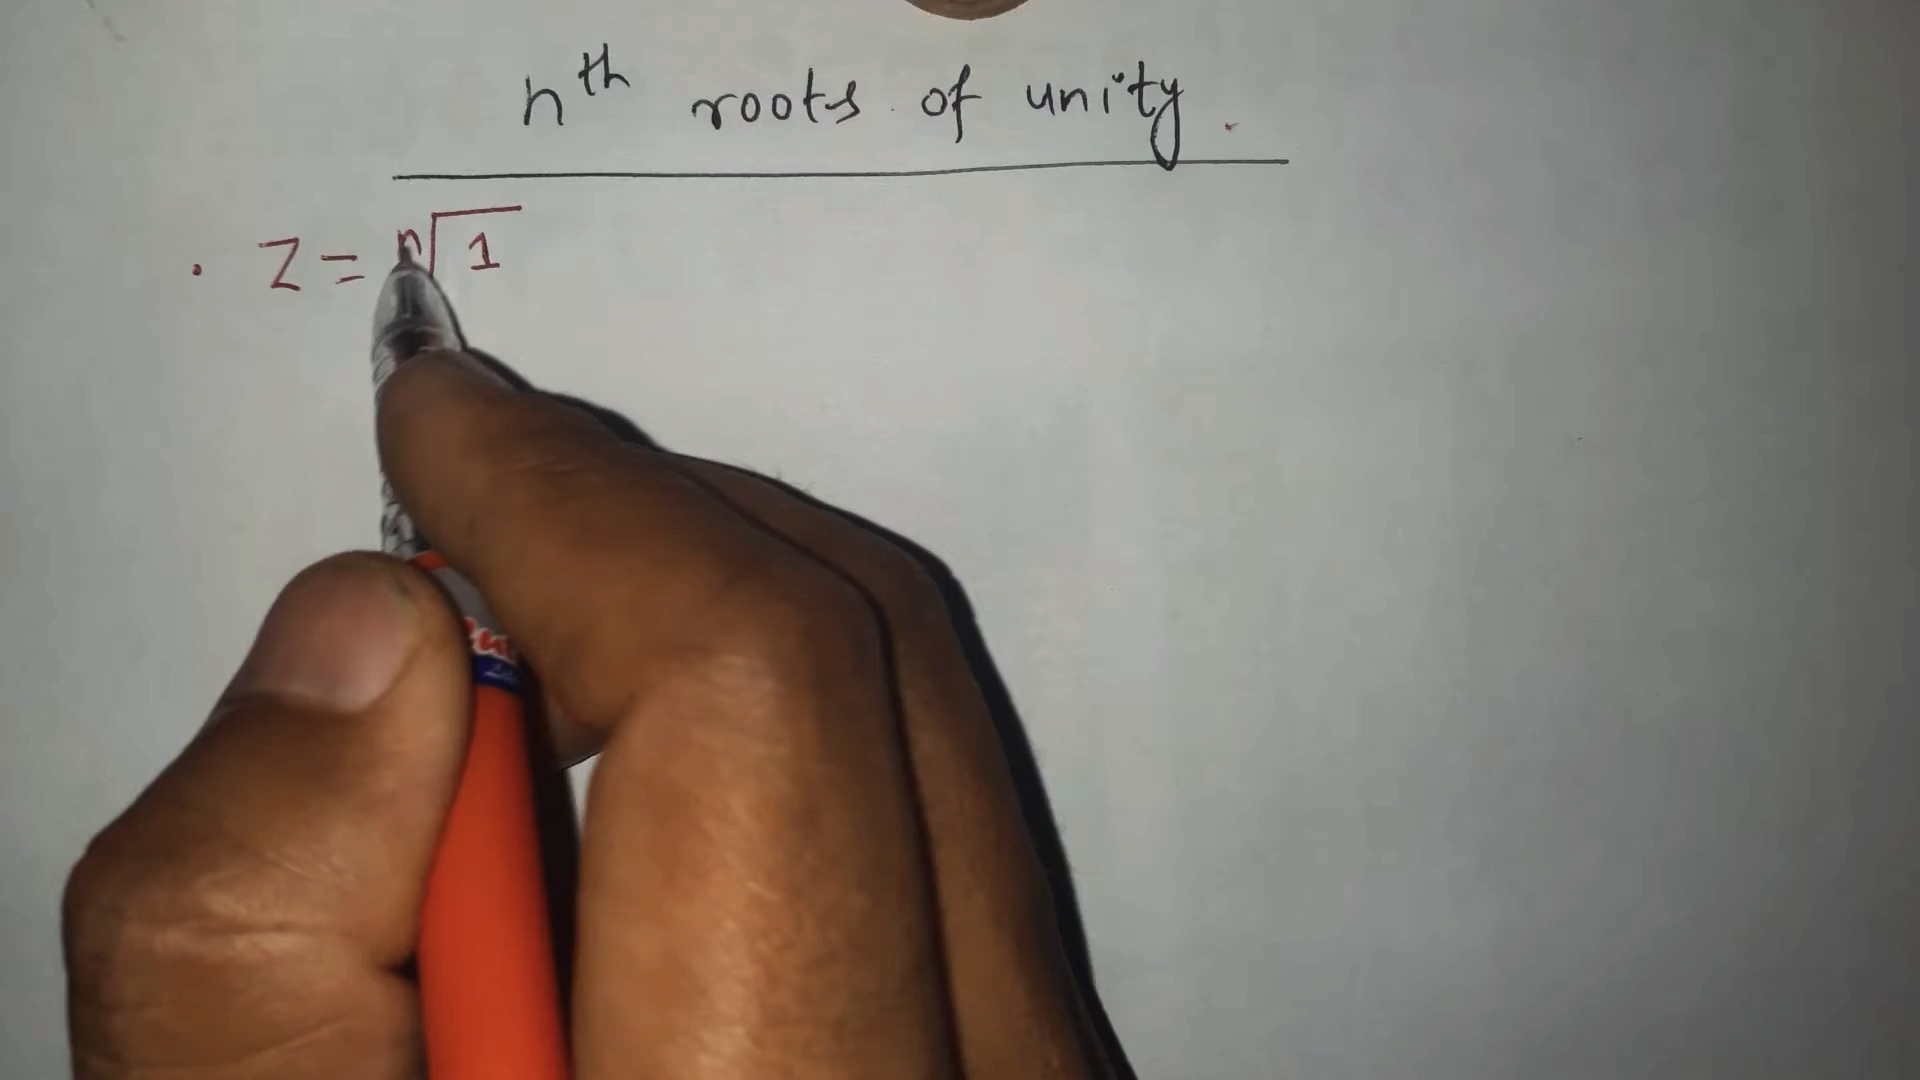 nth roots of unity.
. Z = ⁿ√1